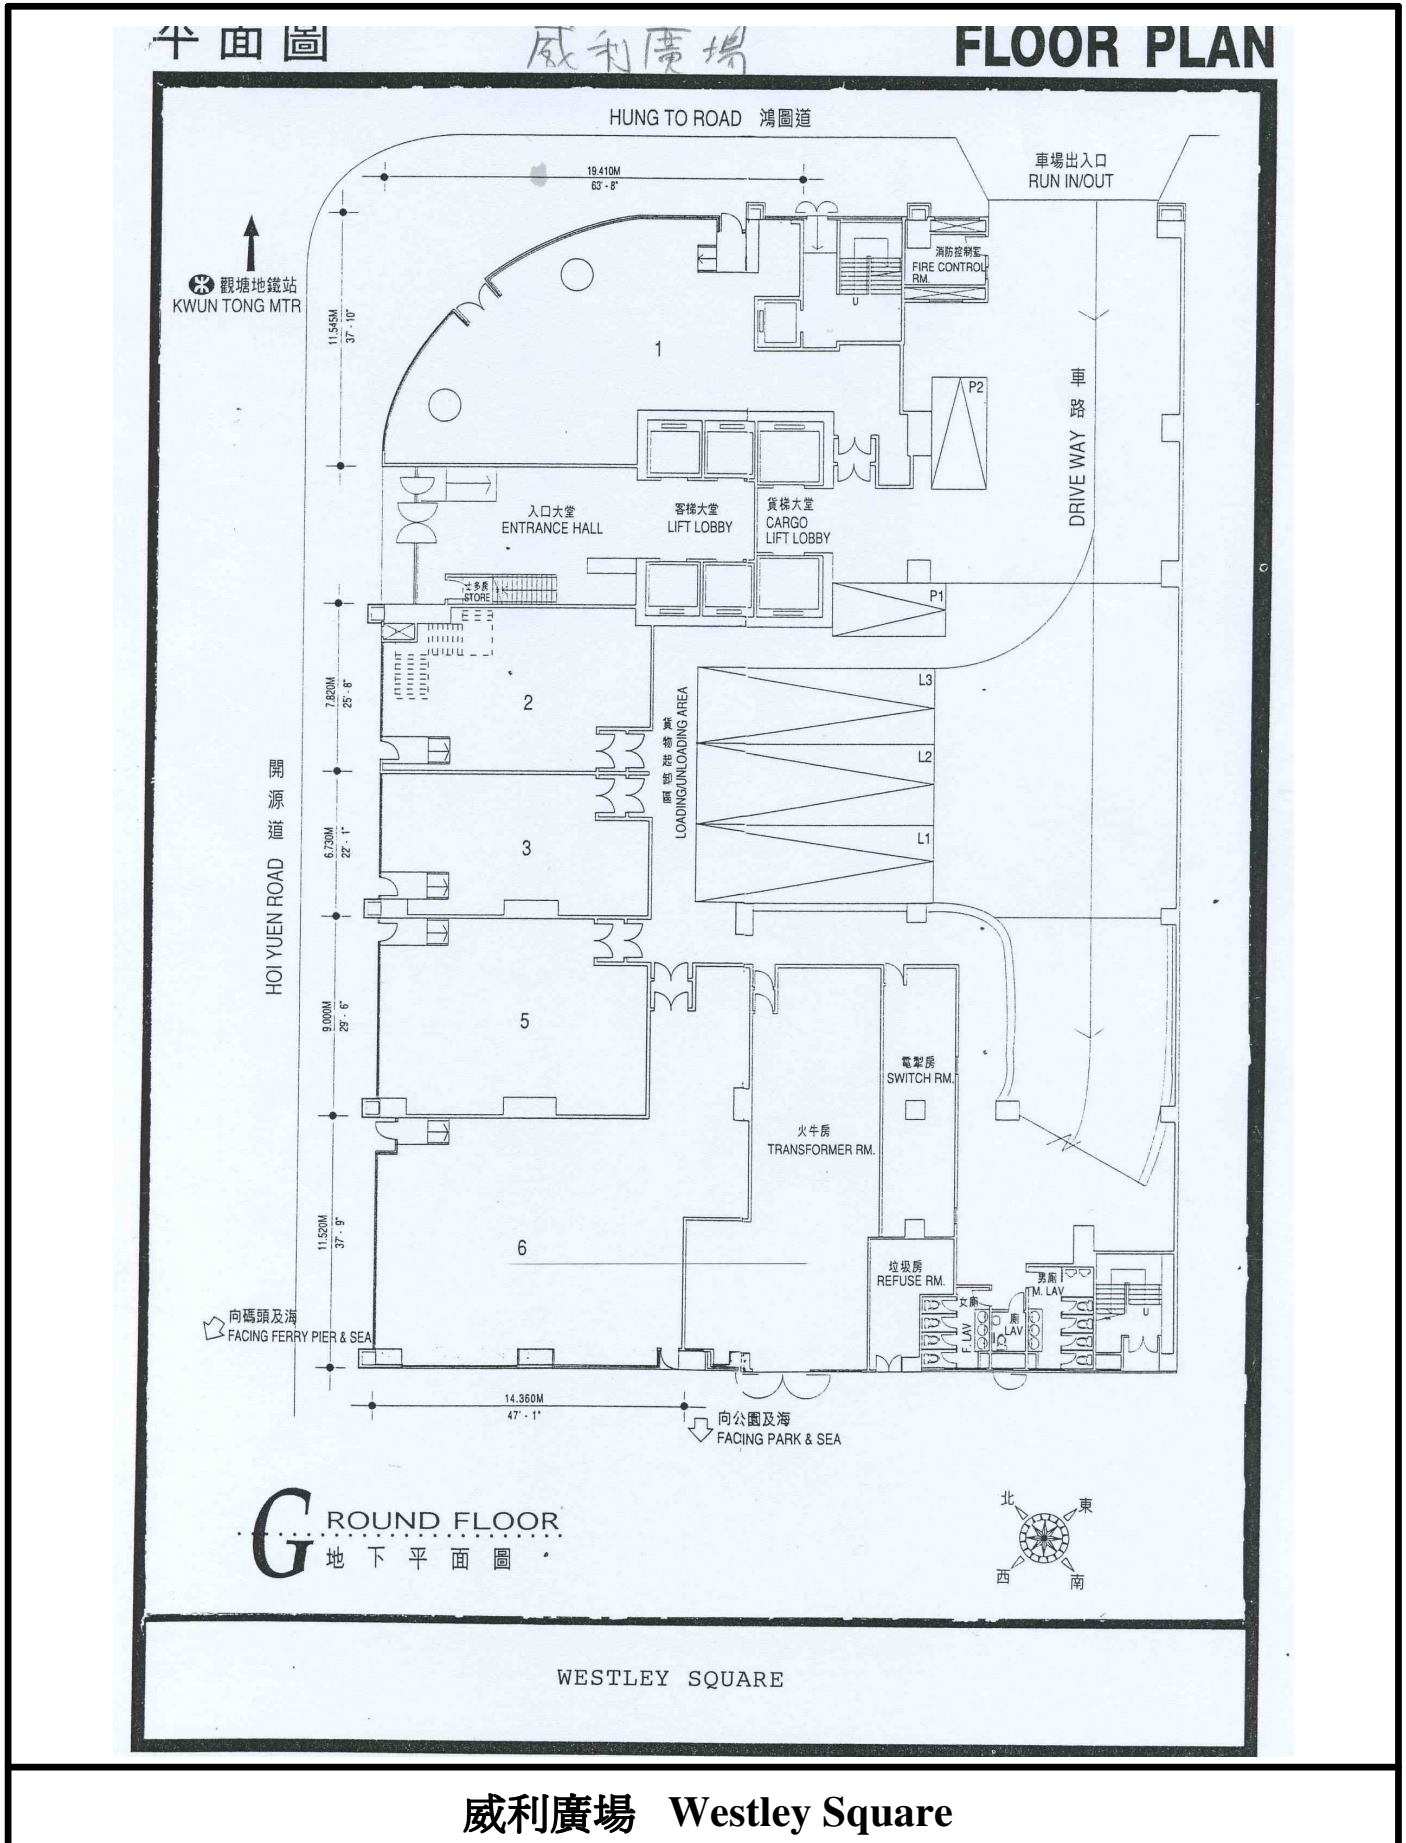 平面圖
威利廣場
FLOOR PLAN
HUNG TO ROAD 鴻圖道
車場出入口
RUN IN/OUT
19.410M
63' - 8"
觀塘地鐵站
KWUN TONG MTR
11.545M
37' - 10"
消防控制室
FIRE CONTROL
RM.
U
1
P2
車路
DRIVE WAY
入口大堂
ENTRANCE HALL
客梯大堂
LIFT LOBBY
貨梯大堂
CARGO
LIFT LOBBY
士多房
STORE
P1
7.820M
25' - 8"
2
貨物起卸區
LOADING/UNLOADING AREA
L3
L2
L1
開源道
HOI YUEN ROAD
6.730M
22' - 1"
3
9.000M
29' - 6"
5
電掣房
SWITCH RM.
火牛房
TRANSFORMER RM.
11.520M
37' - 9"
6
垃圾房
REFUSE RM.
女廁
F. LAV
廁
LAV
男廁
M. LAV
U
向碼頭及海
FACING FERRY PIER & SEA
14.360M
47' - 1"
向公園及海
FACING PARK & SEA
GROUND FLOOR
地下平面圖
北
東
西
南
WESTLEY SQUARE
威利廣場 Westley Square